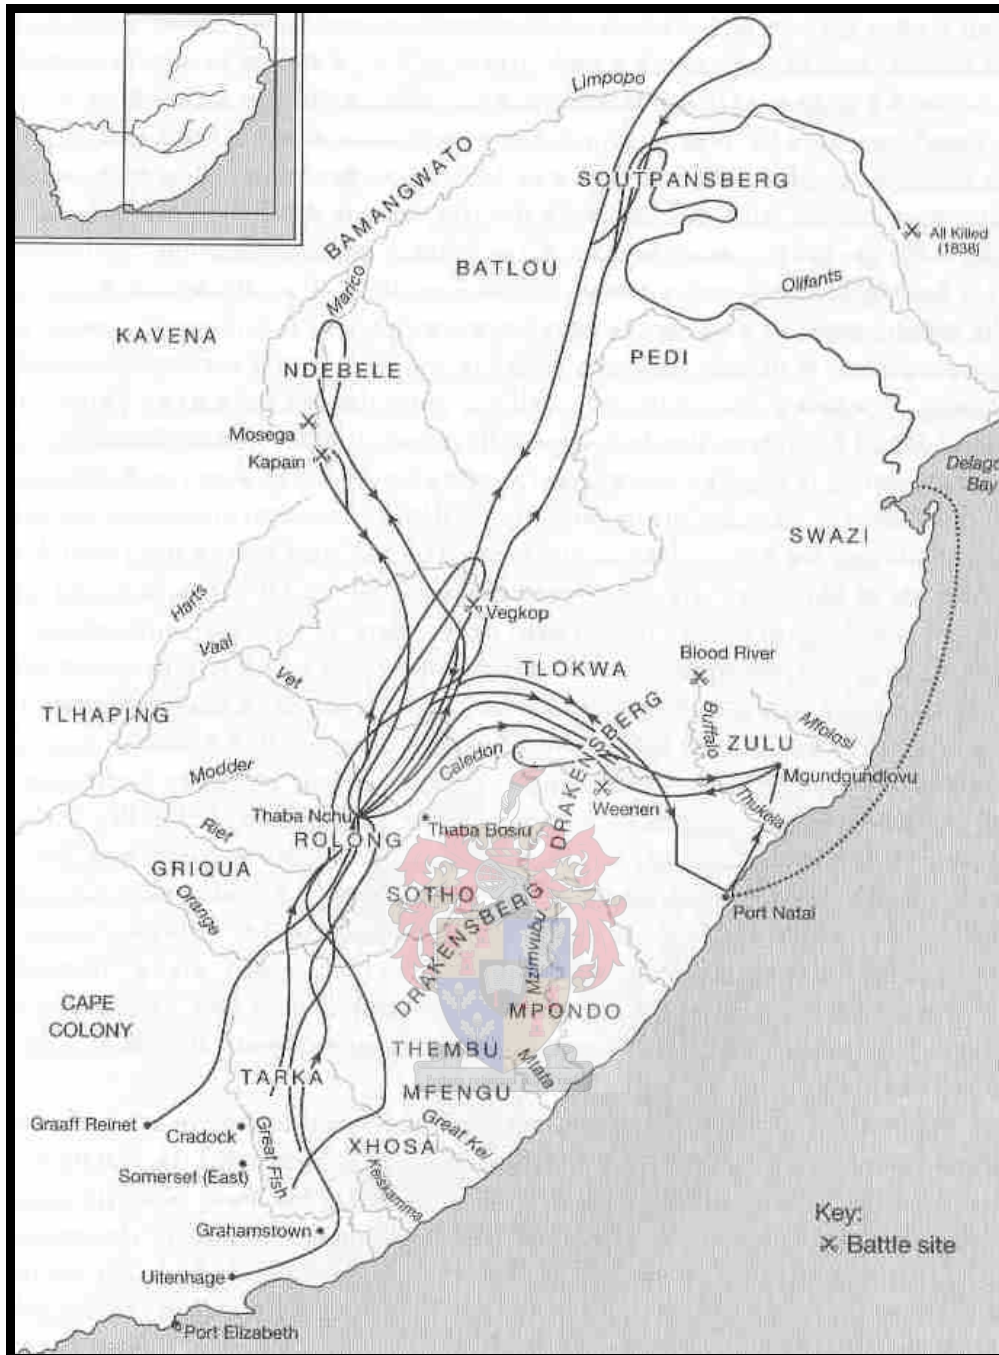 Limpopo
BAMANGWATO
SOUTPANSBERG
All Killed
(1838)
BATLOU
Marico
Olifants
KAVENA
PEDI
NDEBELE
Mosega
Kapain
Delagoa
Bay
SWAZI
Harts
Vegkop
Vaal
Blood River
Vet
TLOKWA
TLHAPING
Buffalo
DRAKENSBERG
Mfolosi
ZULU
Caledon
Modder
Mgundgundlovu
Weenen
Thukela
Thaba Nchu
Thaba Bosiu
Riet
ROLONG
GRIQUA
SOTHO
Orange
Port Natal
DRAKENSBERG
Mzimvubu
CAPE
COLONY
MPONDO
THEMBU
Mtata
TARKA
MFENGU
Graaff Reinet
Cradock
Great Fish
Great Kei
XHOSA
Somerset (East)
Keiskamma
Key:
Battle site
Grahamstown
Uitenhage
Port Elizabeth